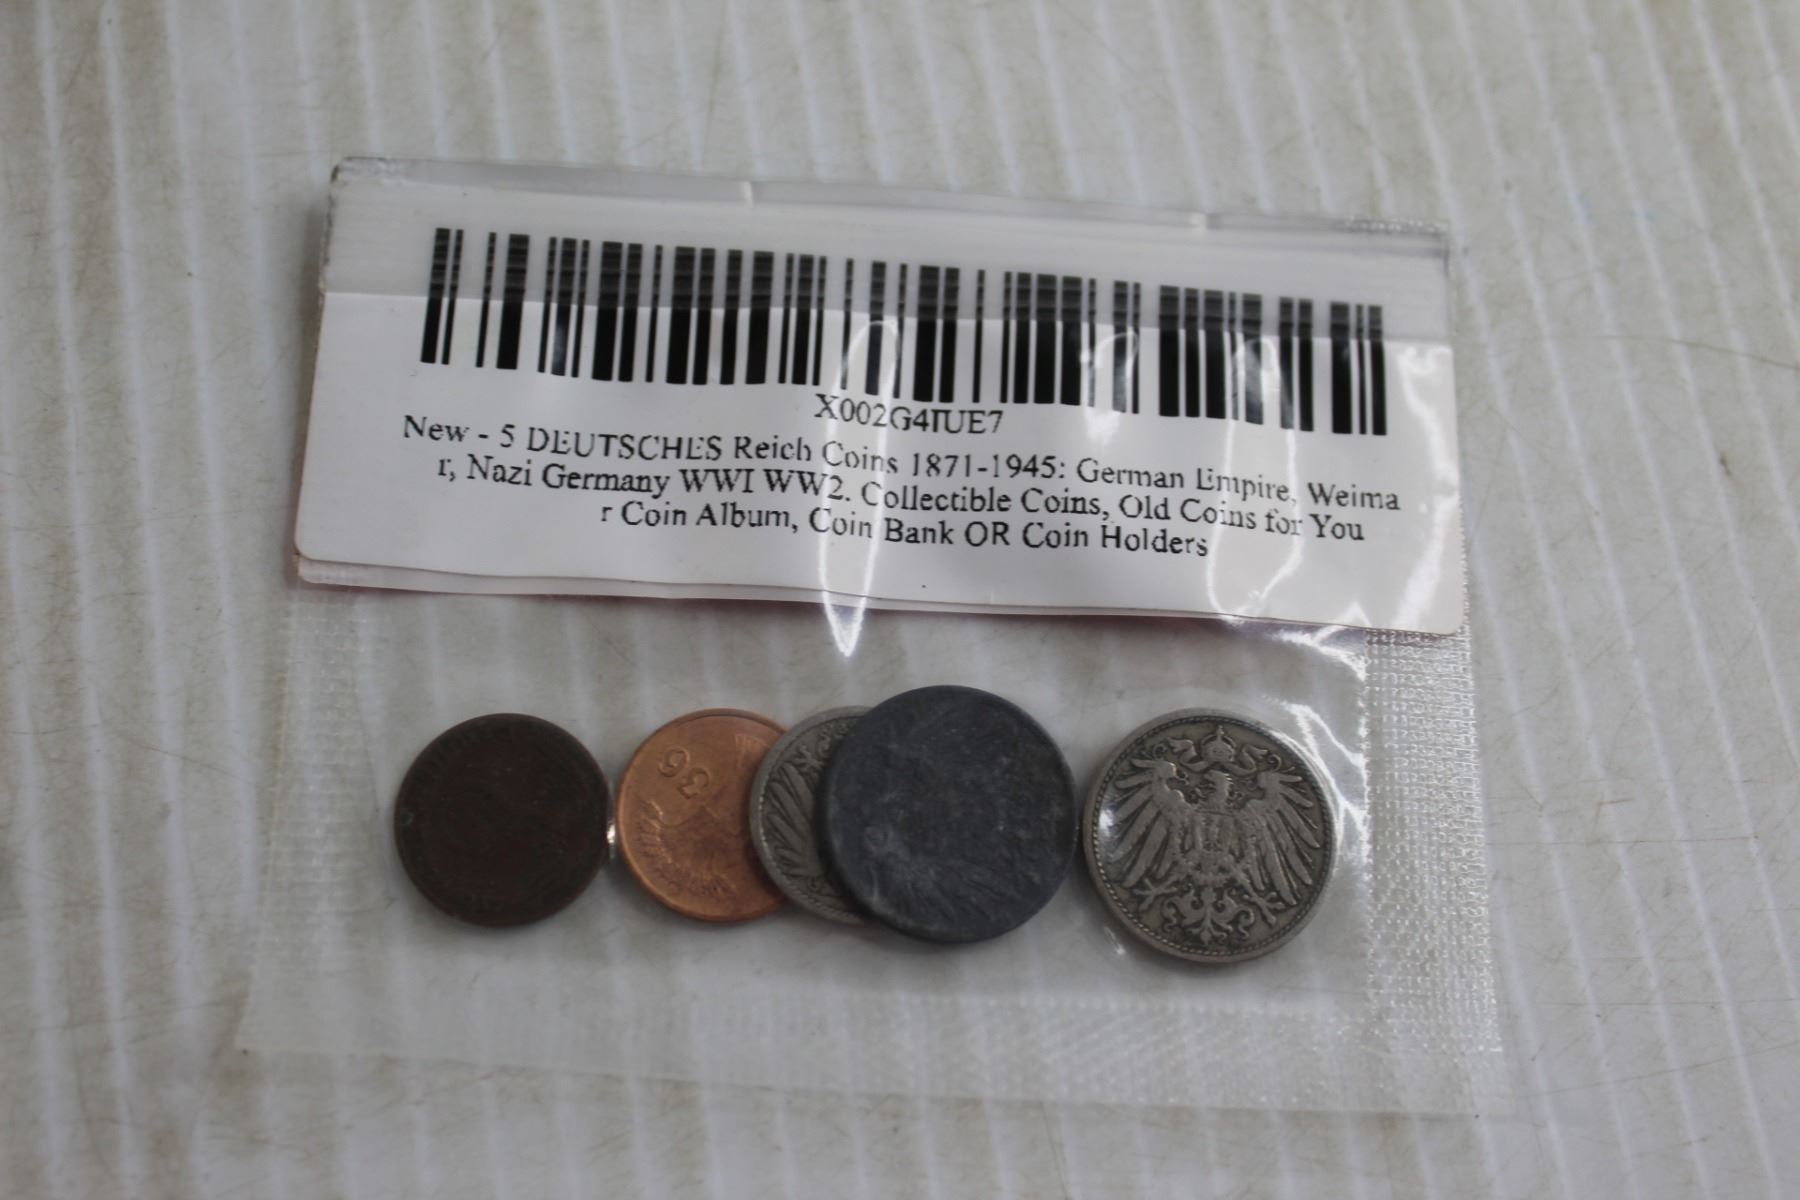 X002G4IUE7
New - 5 DEUTSCHES Reich Coins 1871-1945: German Empire, Weima
r, Nazi Germany WWI WW2. Collectible Coins, Old Coins for You
r Coin Album, Coin Bank OR Coin Holders
36